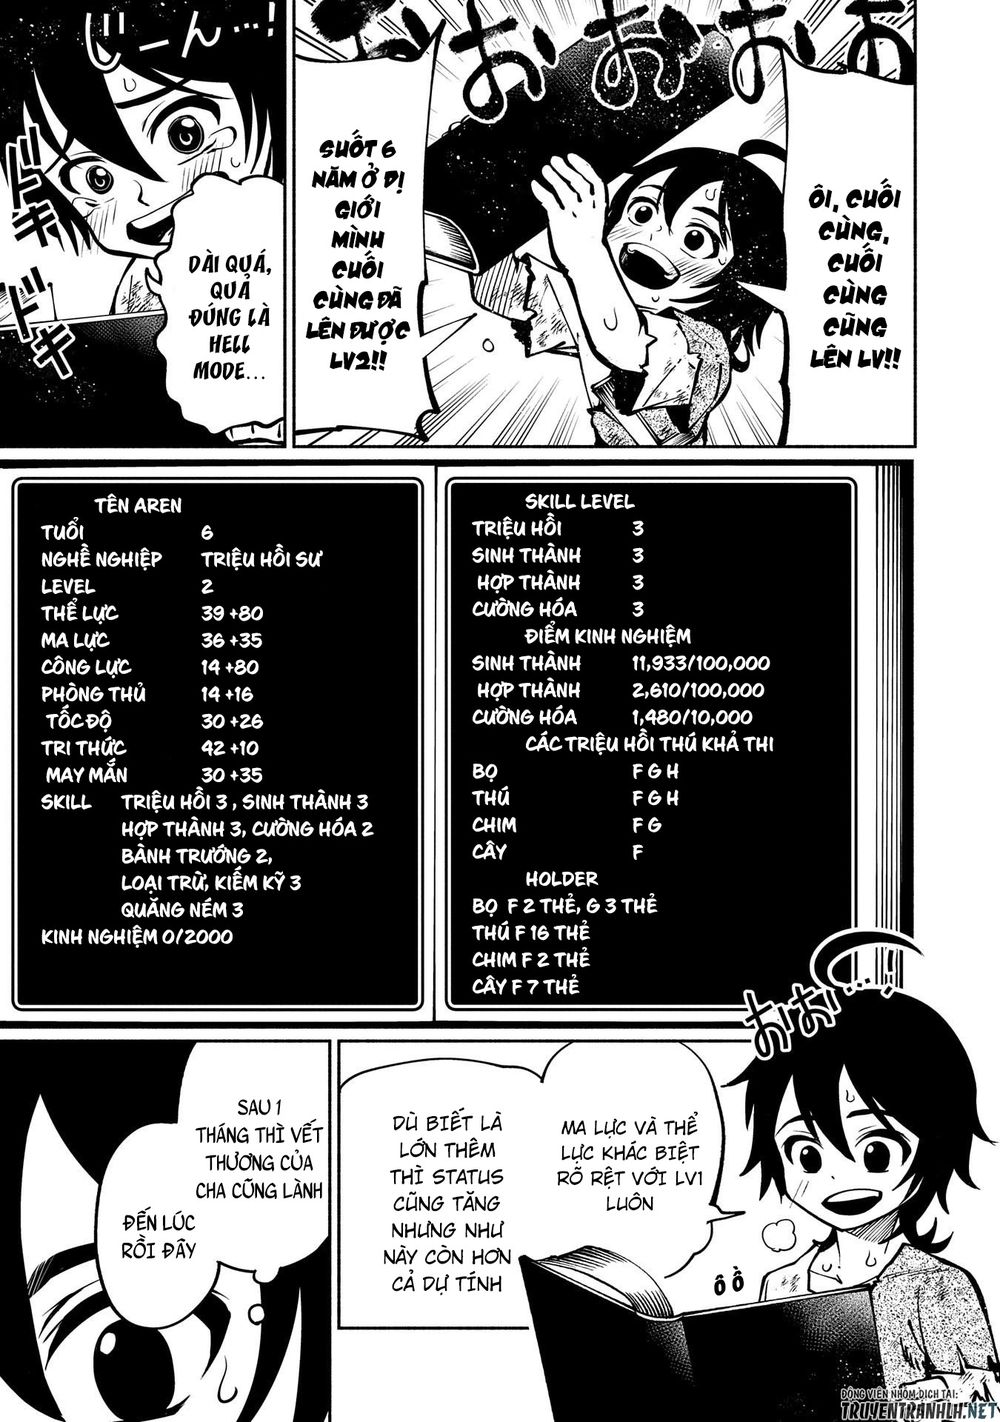 おおおおおお
ÔI, CUỐI
CÙNG,
CUỐI
CÙNG
CŨNG
LÊN LV!!
SUỐT 6
NĂM Ở DỊ
GIỚI
MÌNH
CUỐI
CÙNG ĐÃ
LÊN ĐƯỢC
LV2!!
じーん…!
DÀI QUÁ,
QUẢ
ĐÚNG LÀ
HELL
MODE...
ドキ
ドキ
TÊN AREN
TUỔI 6
NGHỀ NGHIỆP TRIỆU HỒI SƯ
LEVEL 2
THỂ LỰC 39 +80
MA LỰC 36 +35
CÔNG LỰC 14 +80
PHÒNG THỦ 14 +16
TỐC ĐỘ 30 +26
TRI THỨC 42 +10
MAY MẮN 30 +35
SKILL TRIỆU HỒI 3 , SINH THÀNH 3
HỢP THÀNH 3, CƯỜNG HÓA 2
BÀNH TRƯỚNG 2,
LOẠI TRỪ, KIẾM KỸ 3
QUĂNG NÉM 3
KINH NGHIỆM 0/2000
SKILL LEVEL
TRIỆU HỒI 3
SINH THÀNH 3
HỢP THÀNH 3
CƯỜNG HÓA 3
ĐIỂM KINH NGHIỆM
SINH THÀNH 11,933/100,000
HỢP THÀNH 2,610/100,000
CƯỜNG HÓA 1,480/10,000
CÁC TRIỆU HỒI THÚ KHẢ THI
BỌ F G H
THÚ F G H
CHIM F G
CÂY F
HOLDER
BỌ F 2 THẺ, G 3 THẺ
THÚ F 16 THẺ
CHIM F 2 THẺ
CÂY F 7 THẺ
おお…!
MA LỰC VÀ THỂ
LỰC KHÁC BIỆT
RÕ RỆT VỚI LV1
LUÔN
Ô Ồ
DÙ BIẾT LÀ
LỚN THÊM
THÌ STATUS
CŨNG TĂNG
NHƯNG NHƯ
NÀY CÒN HƠN
CẢ DỰ TÍNH
SAU 1
THÁNG THÌ VẾT
THƯƠNG CỦA
CHA CŨNG LÀNH
ĐẾN LÚC
RỒI ĐÂY
ĐỘNG VIÊN NHÓM DỊCH TẠI:
TRUYENTRANHLH.NET